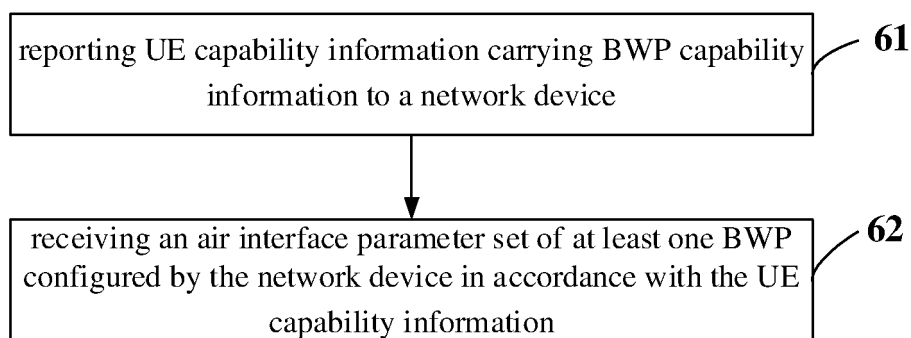 reporting UE capability information carrying BWP capability
information to a network device
61
receiving an air interface parameter set of at least one BWP
configured by the network device in accordance with the UE
capability information
62